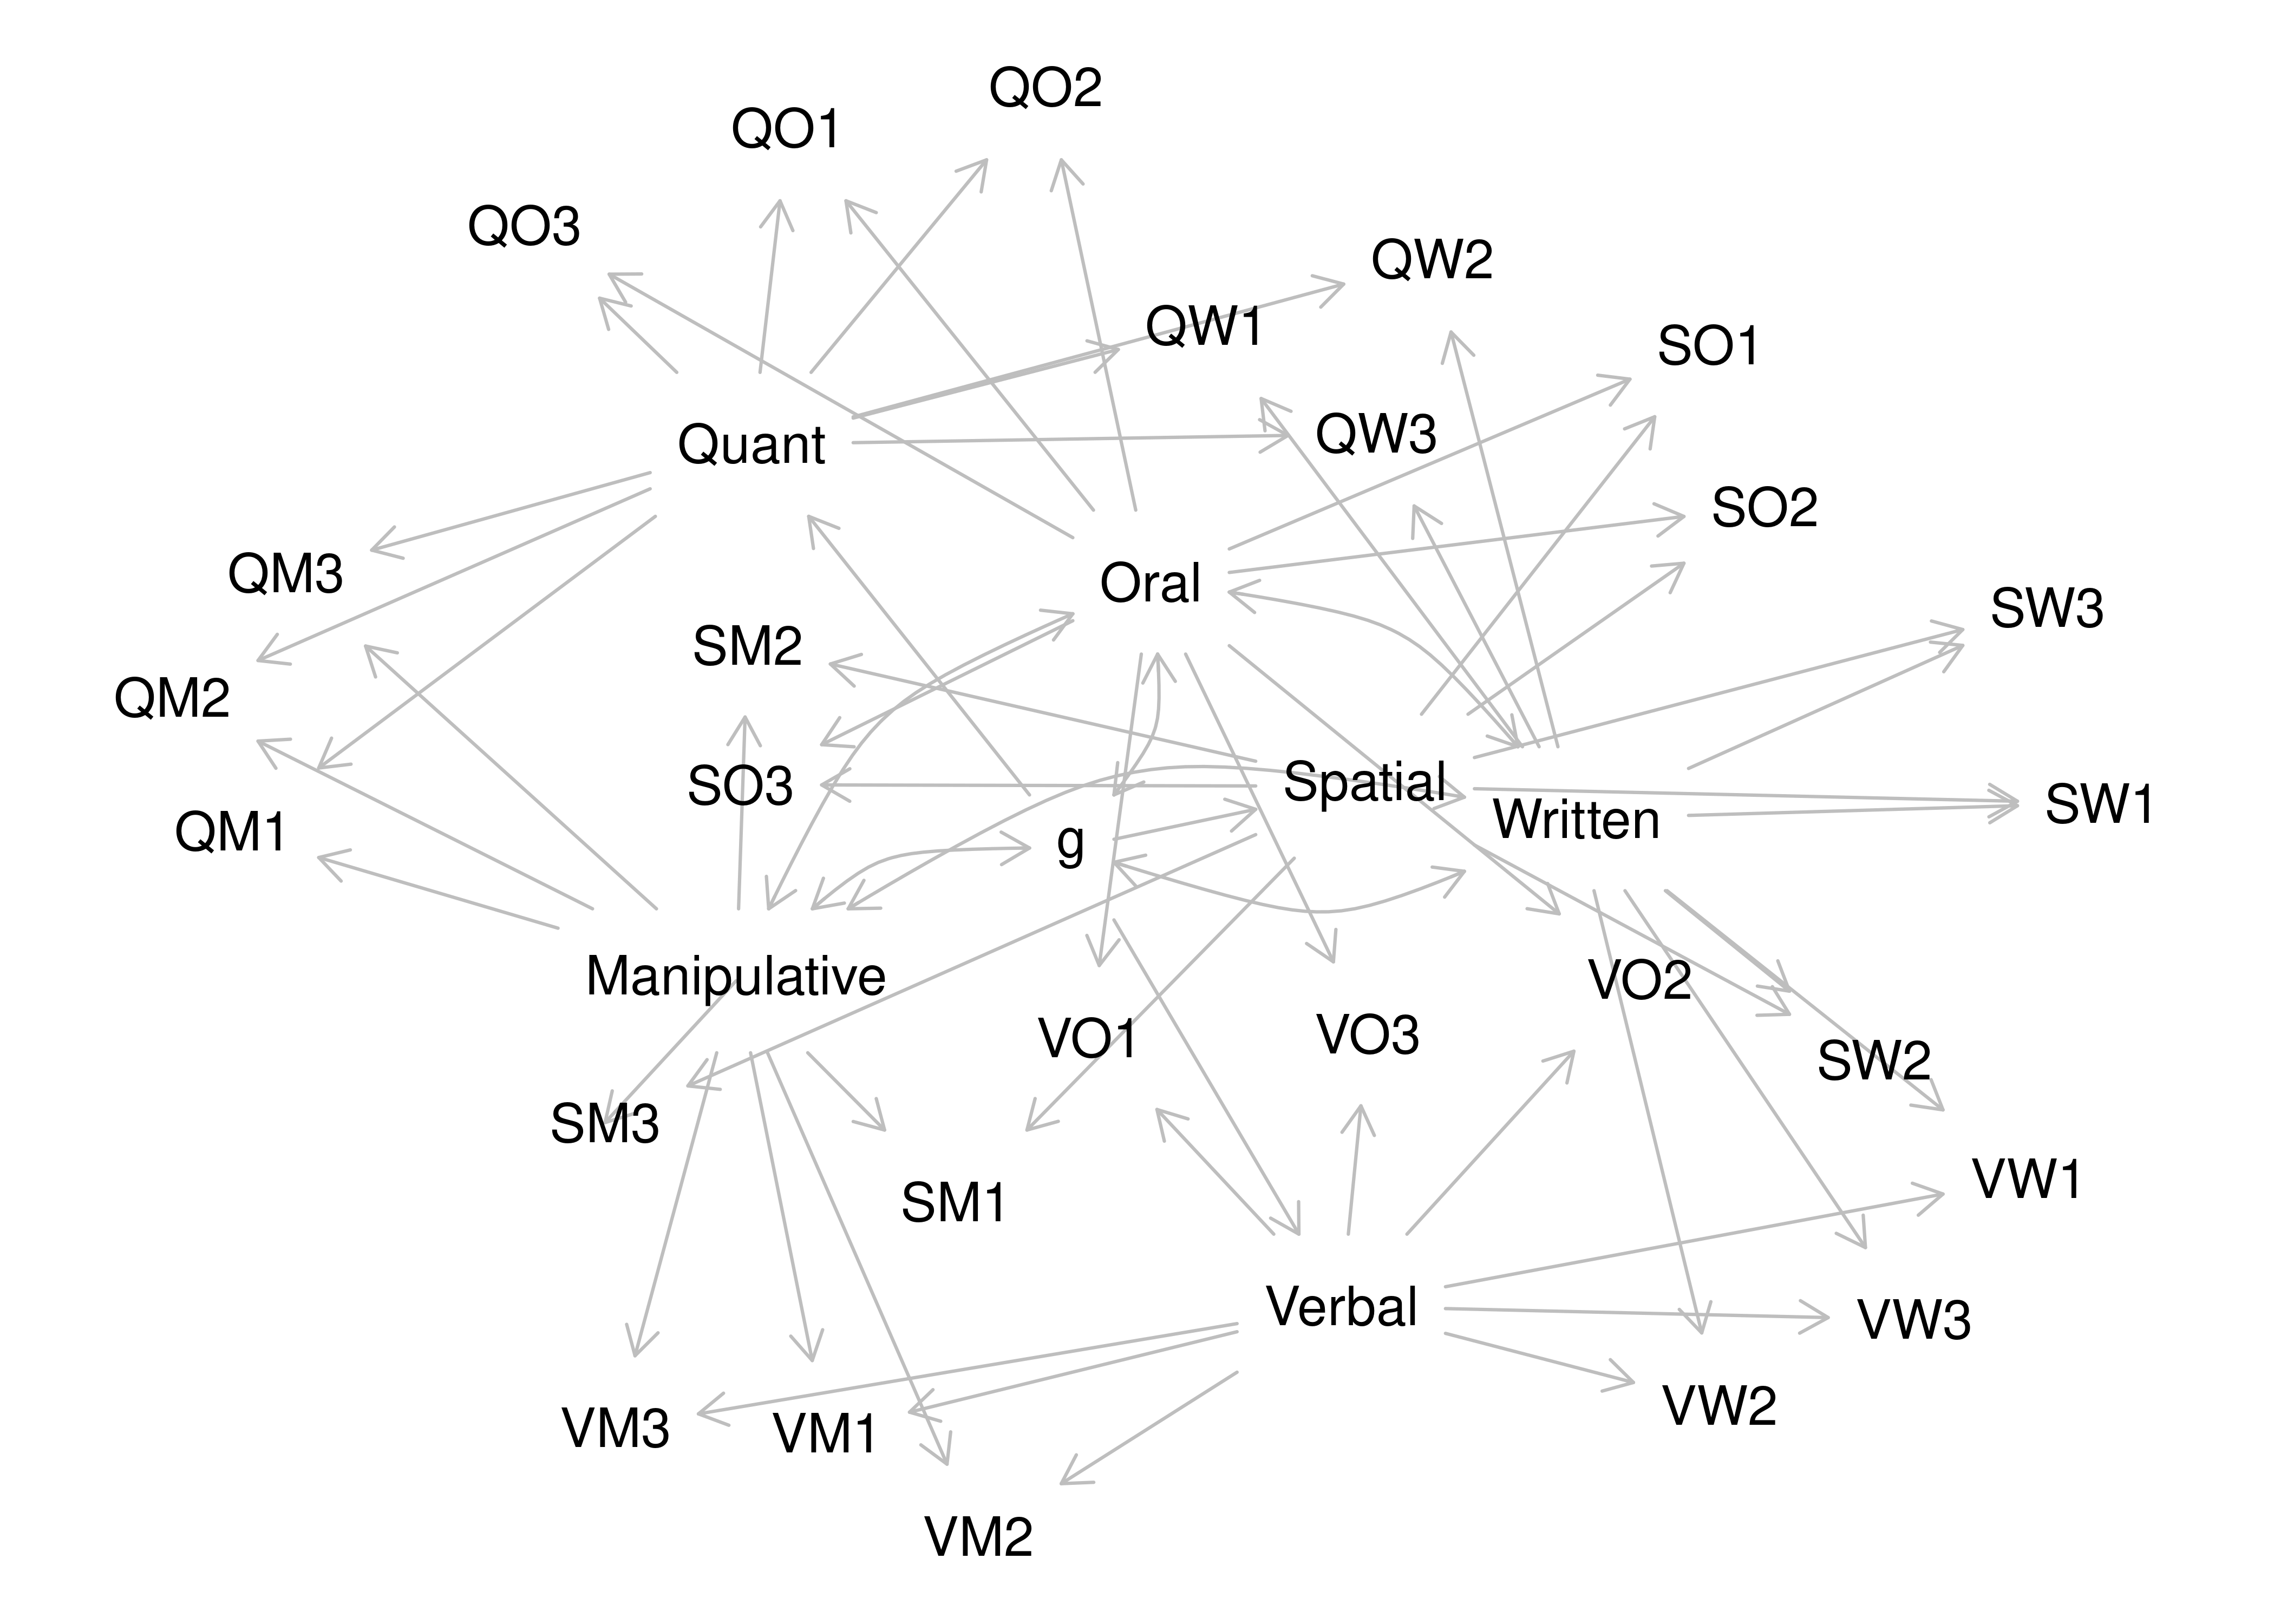 QO2
QO1
QO3
QW2
QW1
SO1
QW3
Quant
SO2
QM3
Oral
SW3
SM2
QM2
Spatial
SO3
SW1
Written
QM1
g
Manipulative
VO2
VO3
VO1
SW2
SM3
VW1
SM1
Verbal
VW3
VW2
VM3
VM1
VM2